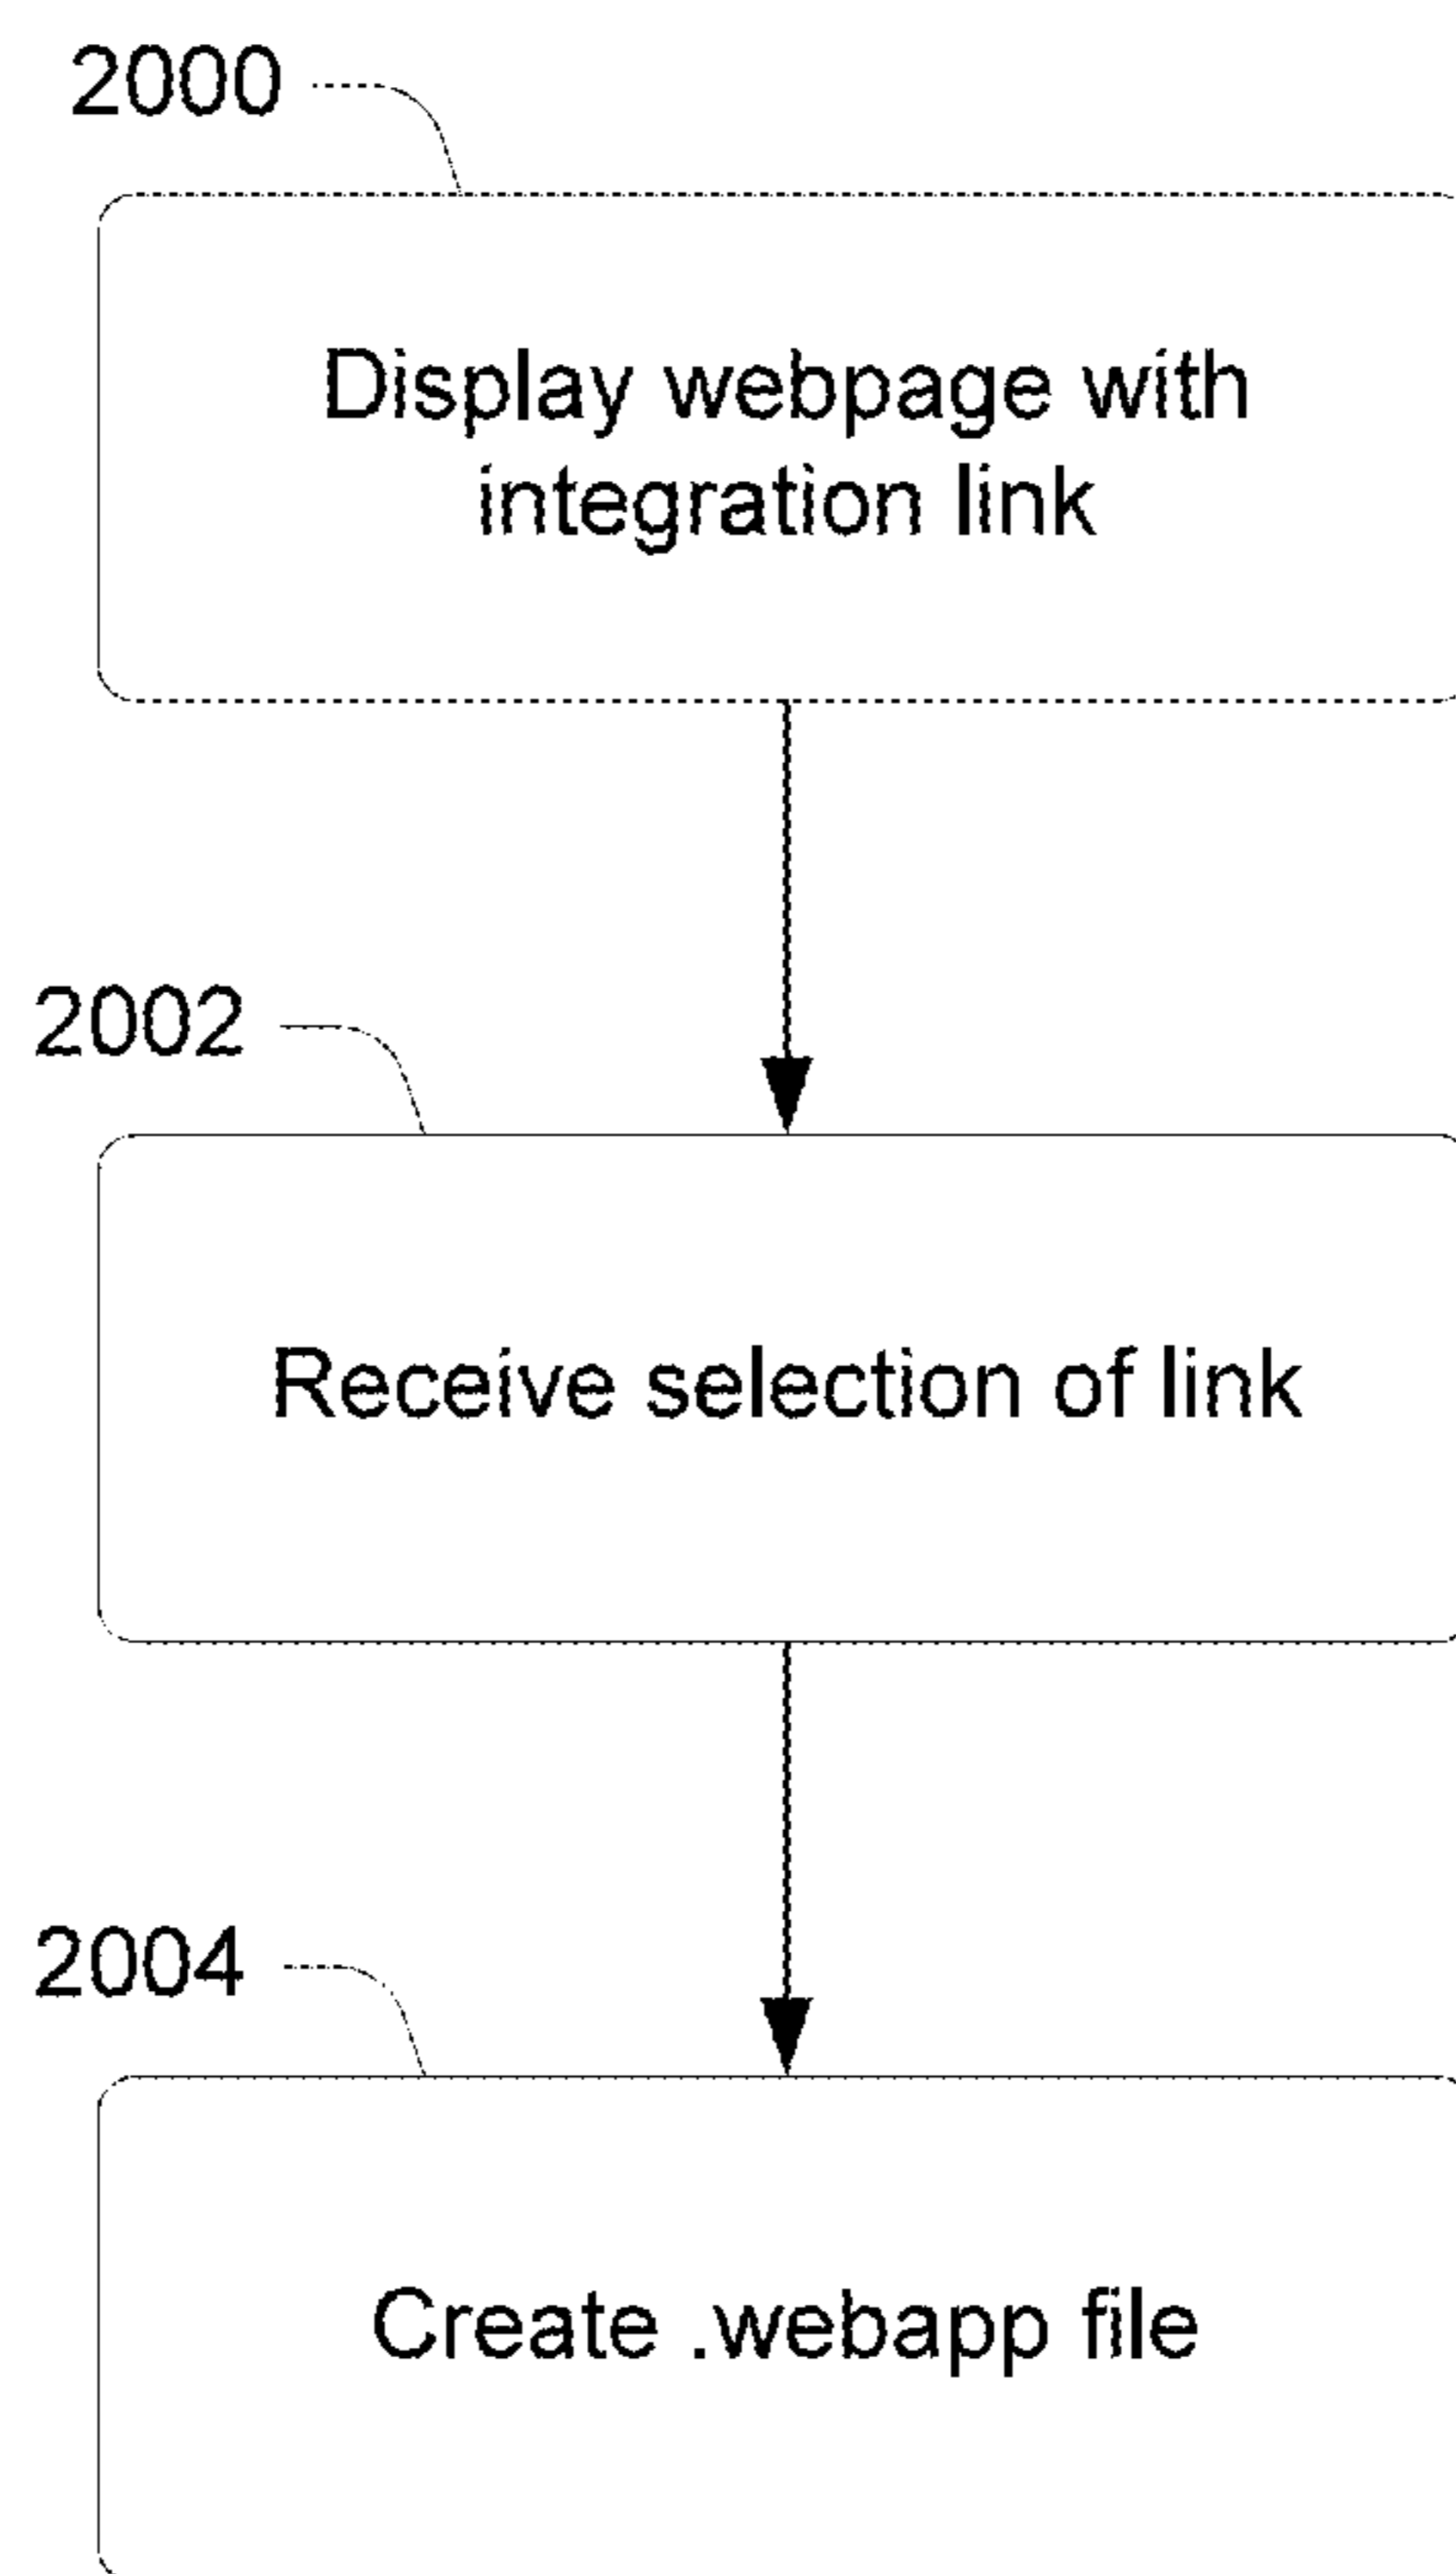 2000
Display webpage with
integration link
2002
Receive selection of link
2004
Create .webapp file